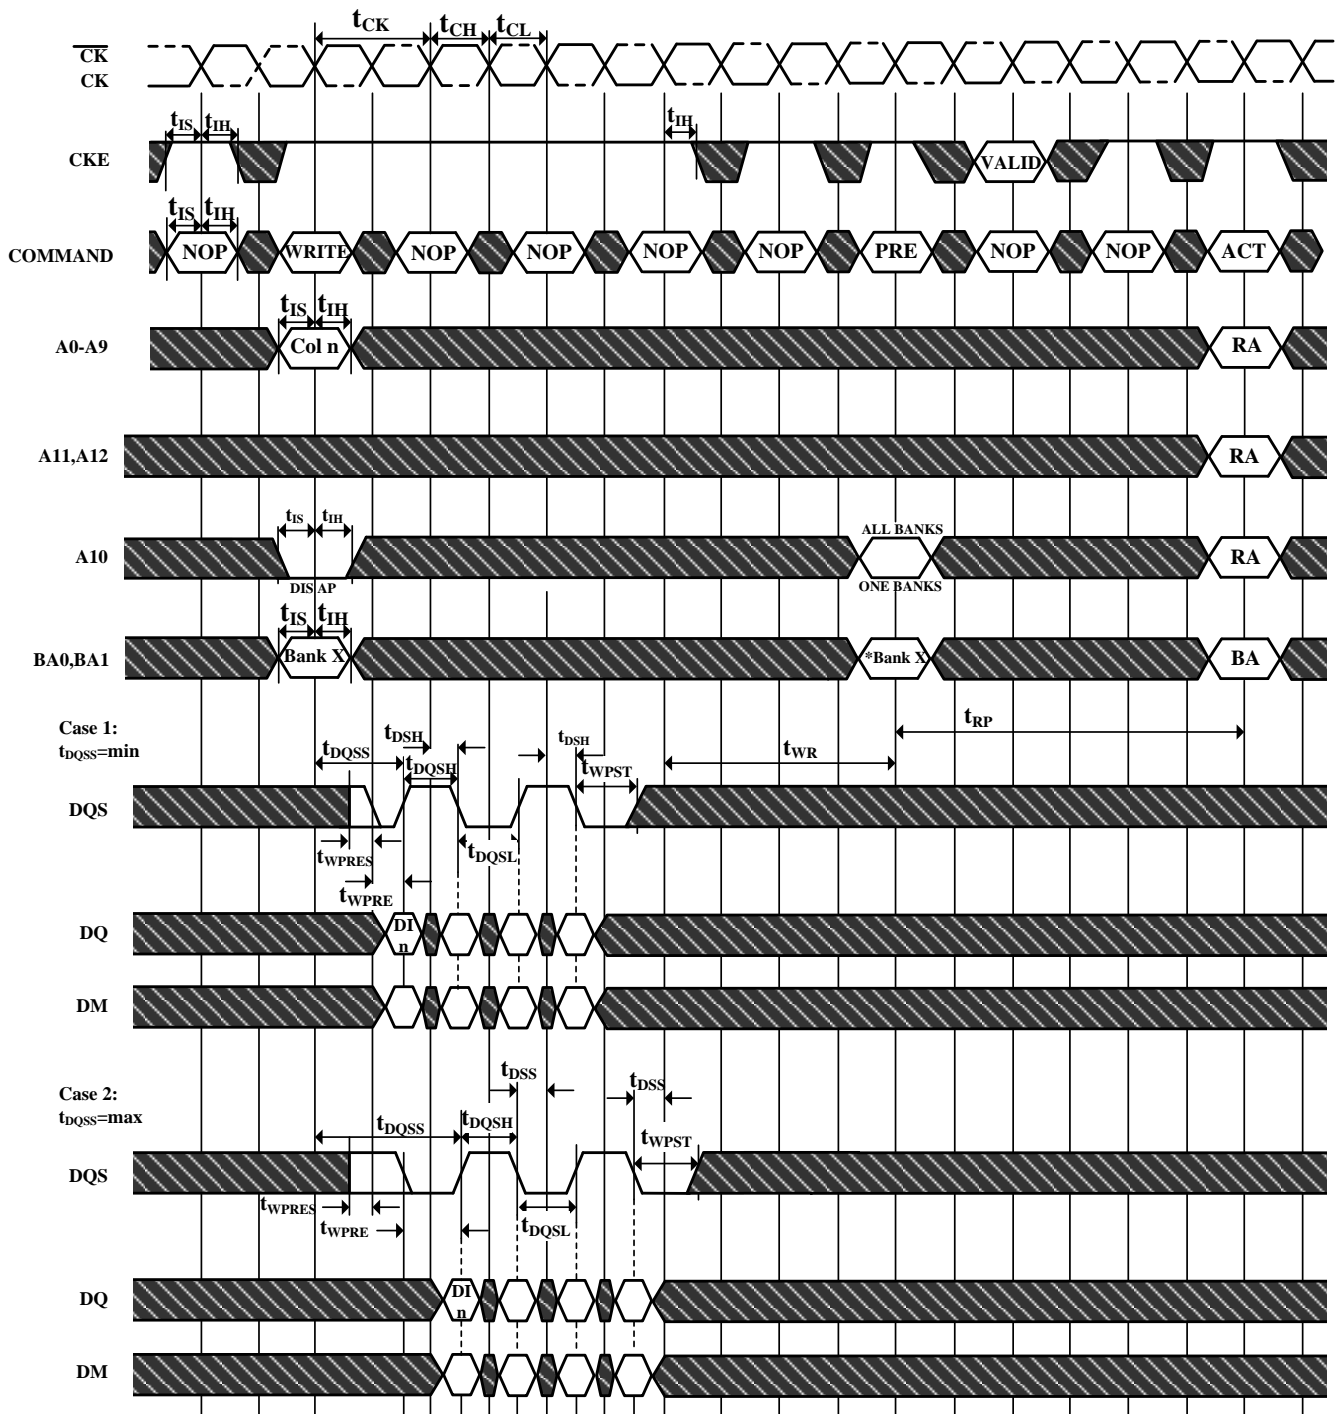 tCK tCH tCL
CK
CK
tIS tIH tIH
CKE VALID
tIS tIH
COMMAND NOP WRITE NOP NOP NOP NOP PRE NOP NOP ACT
tIS tIH
A0-A9 Col n RA
A11,A12 RA
tIS tIH ALL BANKS
A10 RA
DIS AP ONE BANKS
tIS tIH
BA0,BA1 Bank X *Bank X BA
Case 1:
tDQSS=min
tDSH tDSH tRP
tDQSS tWR
tDQSH tWPST
DQS
tWPRES tDQSL
tWPRE
DQ DI
n
DM
Case 2:
tDQSS=max
tDSS tDSS
tDQSS tDQSH tWPST
DQS
tWPRES
tWPRE tDQSL
DQ DI
n
DM